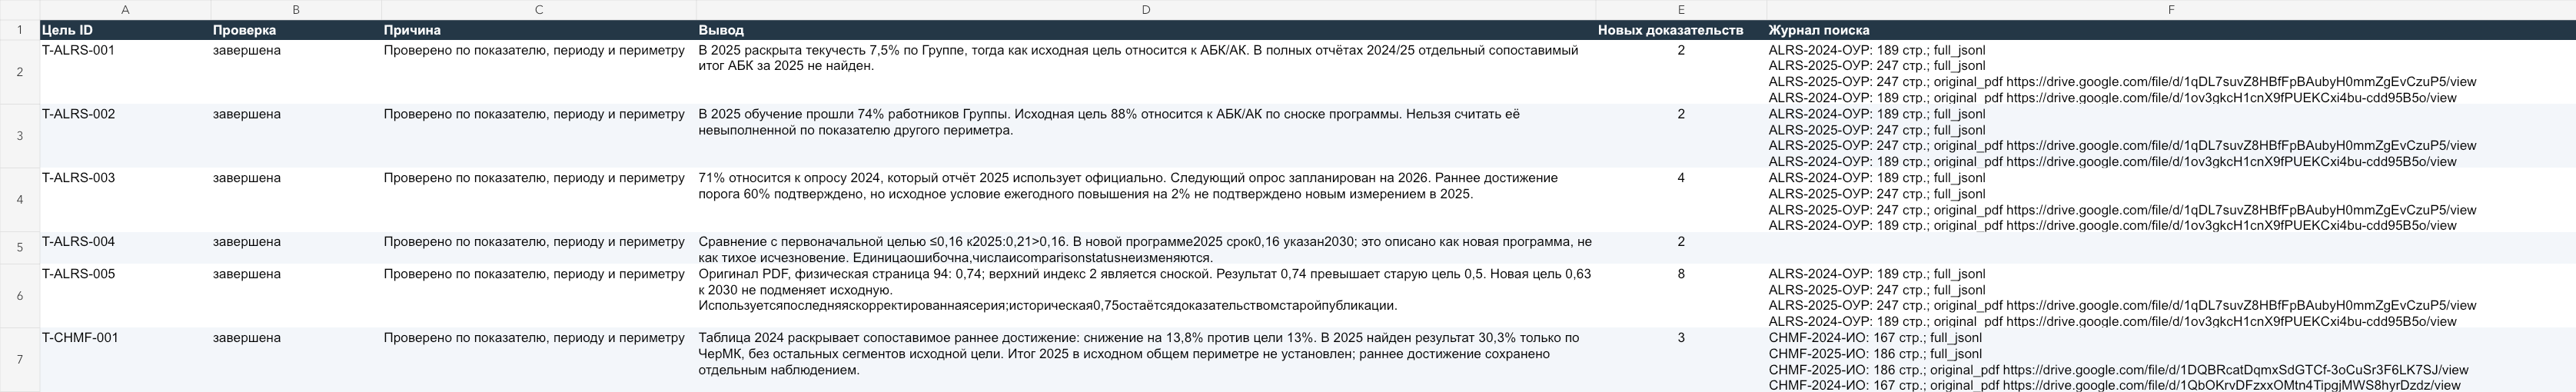 A B C D E F
1 Цель ID Проверка Причина Вывод Новых доказательств Журнал поиска
2 T-ALRS-001 завершена Проверено по показателю, периоду и периметру В 2025 раскрыта текучесть 7,5% по Группе, тогда как исходная цель относится к АБК/АК. В полных отчётах 2024/25 отдельный сопоставимый 2 ALRS-2024-ОУР: 189 стр.; full_jsonl
итог АБК за 2025 не найден. ALRS-2025-ОУР: 247 стр.; full_jsonl
ALRS-2025-ОУР: 247 стр.; original_pdf https://drive.google.com/file/d/1qDL7suvZ8HBfFpBAubyH0mmZgEvCzuP5/view
ALRS-2024-ОУР: 189 стр.; original_pdf https://drive.google.com/file/d/1ov3gkcH1cnX9fPUEKCxi4bu-cdd95B5o/view
3 T-ALRS-002 завершена Проверено по показателю, периоду и периметру В 2025 обучение прошли 74% работников Группы. Исходная цель 88% относится к АБК/АК по сноске программы. Нельзя считать её 2 ALRS-2024-ОУР: 189 стр.; full_jsonl
невыполненной по показателю другого периметра. ALRS-2025-ОУР: 247 стр.; full_jsonl
ALRS-2025-ОУР: 247 стр.; original_pdf https://drive.google.com/file/d/1qDL7suvZ8HBfFpBAubyH0mmZgEvCzuP5/view
ALRS-2024-ОУР: 189 стр.; original_pdf https://drive.google.com/file/d/1ov3gkcH1cnX9fPUEKCxi4bu-cdd95B5o/view
4 T-ALRS-003 завершена Проверено по показателю, периоду и периметру 71% относится к опросу 2024, который отчёт 2025 использует официально. Следующий опрос запланирован на 2026. Раннее достижение 4 ALRS-2024-ОУР: 189 стр.; full_jsonl
порога 60% подтверждено, но исходное условие ежегодного повышения на 2% не подтверждено новым измерением в 2025. ALRS-2025-ОУР: 247 стр.; full_jsonl
ALRS-2025-ОУР: 247 стр.; original_pdf https://drive.google.com/file/d/1qDL7suvZ8HBfFpBAubyH0mmZgEvCzuP5/view
ALRS-2024-ОУР: 189 стр.; original_pdf https://drive.google.com/file/d/1ov3gkcH1cnX9fPUEKCxi4bu-cdd95B5o/view
5 T-ALRS-004 завершена Проверено по показателю, периоду и периметру Сравнение с первоначальной целью ≤0,16 к2025:0,21>0,16. В новой программе2025 срок0,16 указан2030; это описано как новая программа, не 2
как тихое исчезновение. Единицаошибочна,числаиcomparisonstatusнеизменяются.
6 T-ALRS-005 завершена Проверено по показателю, периоду и периметру Оригинал PDF, физическая страница 94: 0,74; верхний индекс 2 является сноской. Результат 0,74 превышает старую цель 0,5. Новая цель 0,63 8 ALRS-2024-ОУР: 189 стр.; full_jsonl
к 2030 не подменяет исходную. ALRS-2025-ОУР: 247 стр.; full_jsonl
Используетсяпоследняяскорректированнаясерия;историческая0,75остаётсядоказательствомстаройпубликации. ALRS-2025-ОУР: 247 стр.; original_pdf https://drive.google.com/file/d/1qDL7suvZ8HBfFpBAubyH0mmZgEvCzuP5/view
ALRS-2024-ОУР: 189 стр.; original_pdf https://drive.google.com/file/d/1ov3gkcH1cnX9fPUEKCxi4bu-cdd95B5o/view
7 T-CHMF-001 завершена Проверено по показателю, периоду и периметру Таблица 2024 раскрывает сопоставимое раннее достижение: снижение на 13,8% против цели 13%. В 2025 найден результат 30,3% только по 3 CHMF-2024-ИО: 167 стр.; full_jsonl
ЧерМК, без остальных сегментов исходной цели. Итог 2025 в исходном общем периметре не установлен; раннее достижение сохранено CHMF-2025-ИО: 186 стр.; full_jsonl
отдельным наблюдением. CHMF-2025-ИО: 186 стр.; original_pdf https://drive.google.com/file/d/1DQBRcatDqmxSdGTCf-3oCuSr3F6LK7SJ/view
CHMF-2024-ИО: 167 стр.; original_pdf https://drive.google.com/file/d/1QbOKrvDFzxxOMtn4TipgjMWS8hyrDzdz/view